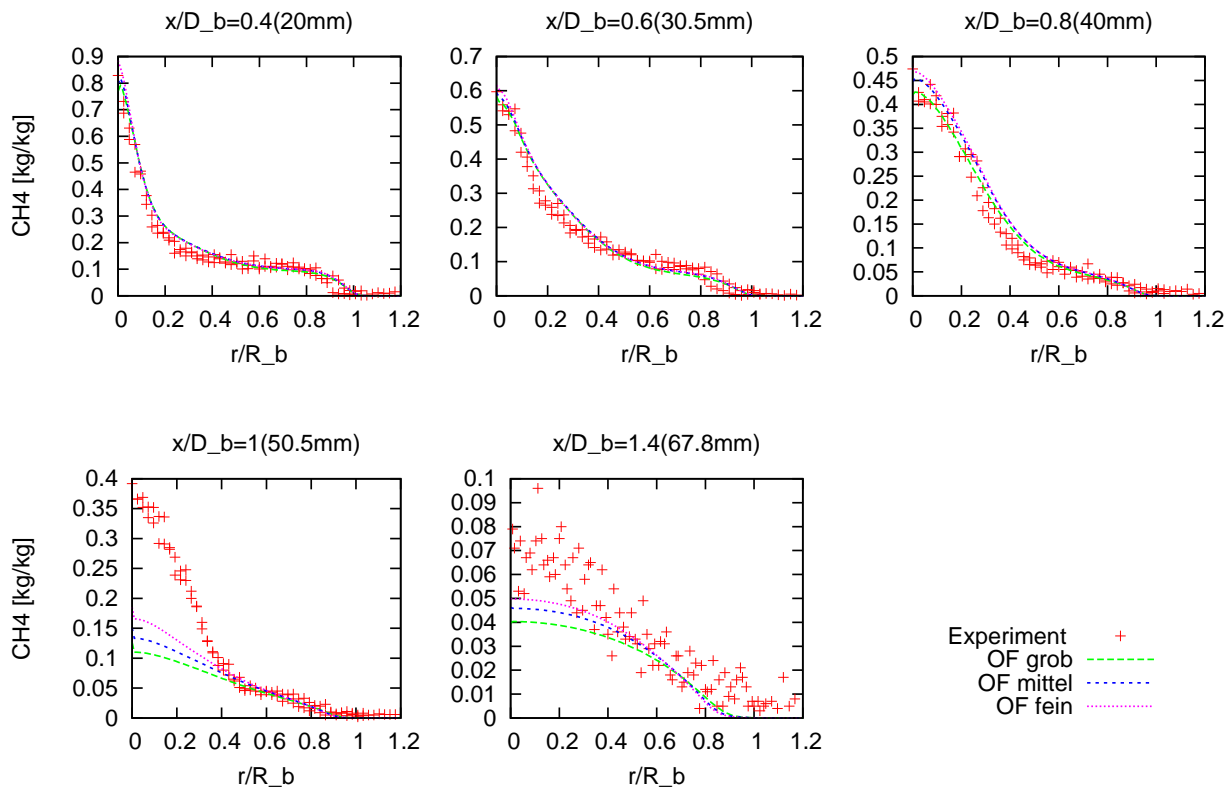 x/D_b=0.4(20mm)
x/D_b=0.6(30.5mm)
x/D_b=0.8(40mm)
CH4 [kg/kg]
0.9
0.8
0.7
0.6
0.5
0.4
0.3
0.2
0.1
0
0 0.2 0.4 0.6 0.8 1 1.2
r/R_b
0.7
0.6
0.5
0.4
0.3
0.2
0.1
0
0 0.2 0.4 0.6 0.8 1 1.2
r/R_b
0.5
0.45
0.4
0.35
0.3
0.25
0.2
0.15
0.1
0.05
0
0 0.2 0.4 0.6 0.8 1 1.2
r/R_b
x/D_b=1(50.5mm)
x/D_b=1.4(67.8mm)
CH4 [kg/kg]
0.4
0.35
0.3
0.25
0.2
0.15
0.1
0.05
0
0 0.2 0.4 0.6 0.8 1 1.2
r/R_b
0.1
0.09
0.08
0.07
0.06
0.05
0.04
0.03
0.02
0.01
0
0 0.2 0.4 0.6 0.8 1 1.2
r/R_b
Experiment
OF grob
OF mittel
OF fein